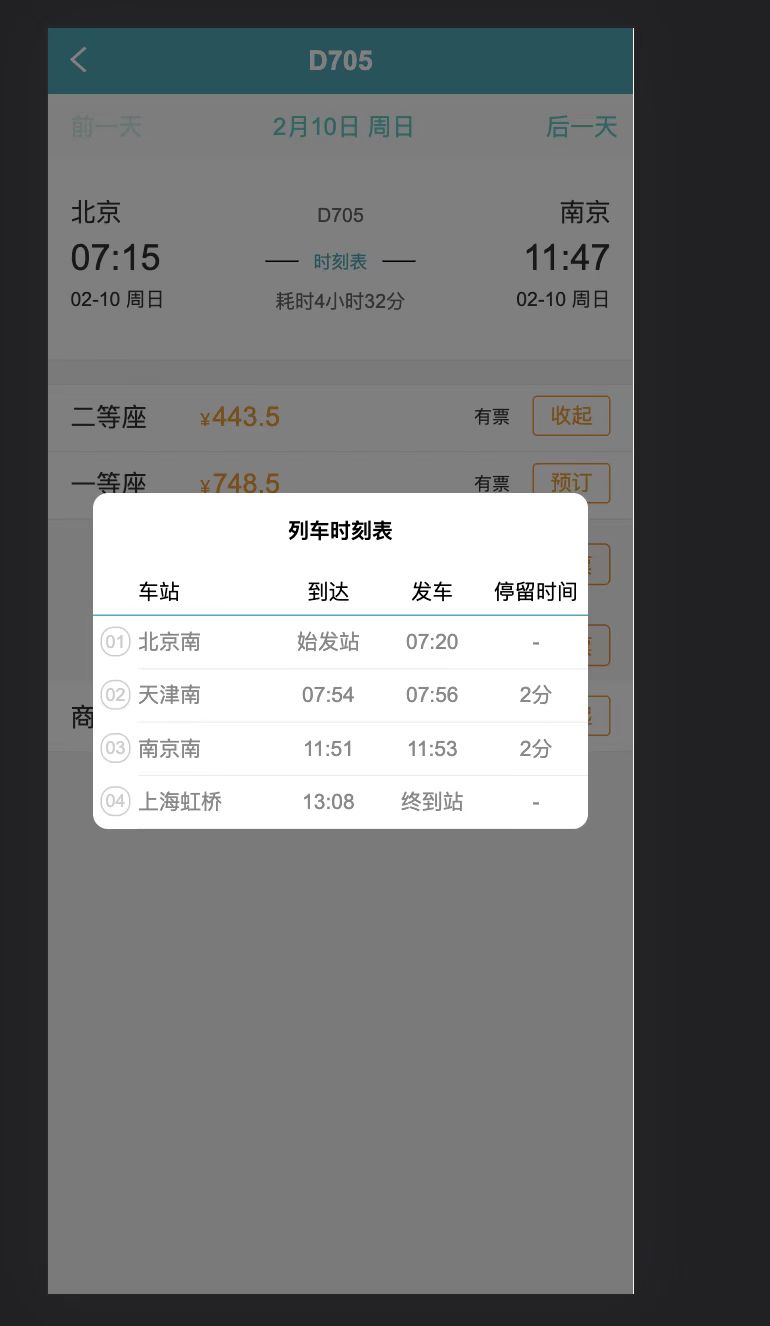 D705
前一天 2月10日 周日 后一天
北京 D705 南京
07:15 时刻表 11:47
02-10 周日 耗时4小时32分 02-10 周日
二等座 ¥443.5 有票 收起
一等座 ¥748.5 有票 预订
列车时刻表
车站 到达 发车 停留时间
01 北京南 始发站 07:20 -
02 天津南 07:54 07:56 2分
商
03 南京南 11:51 11:53 2分
04 上海虹桥 13:08 终到站 -